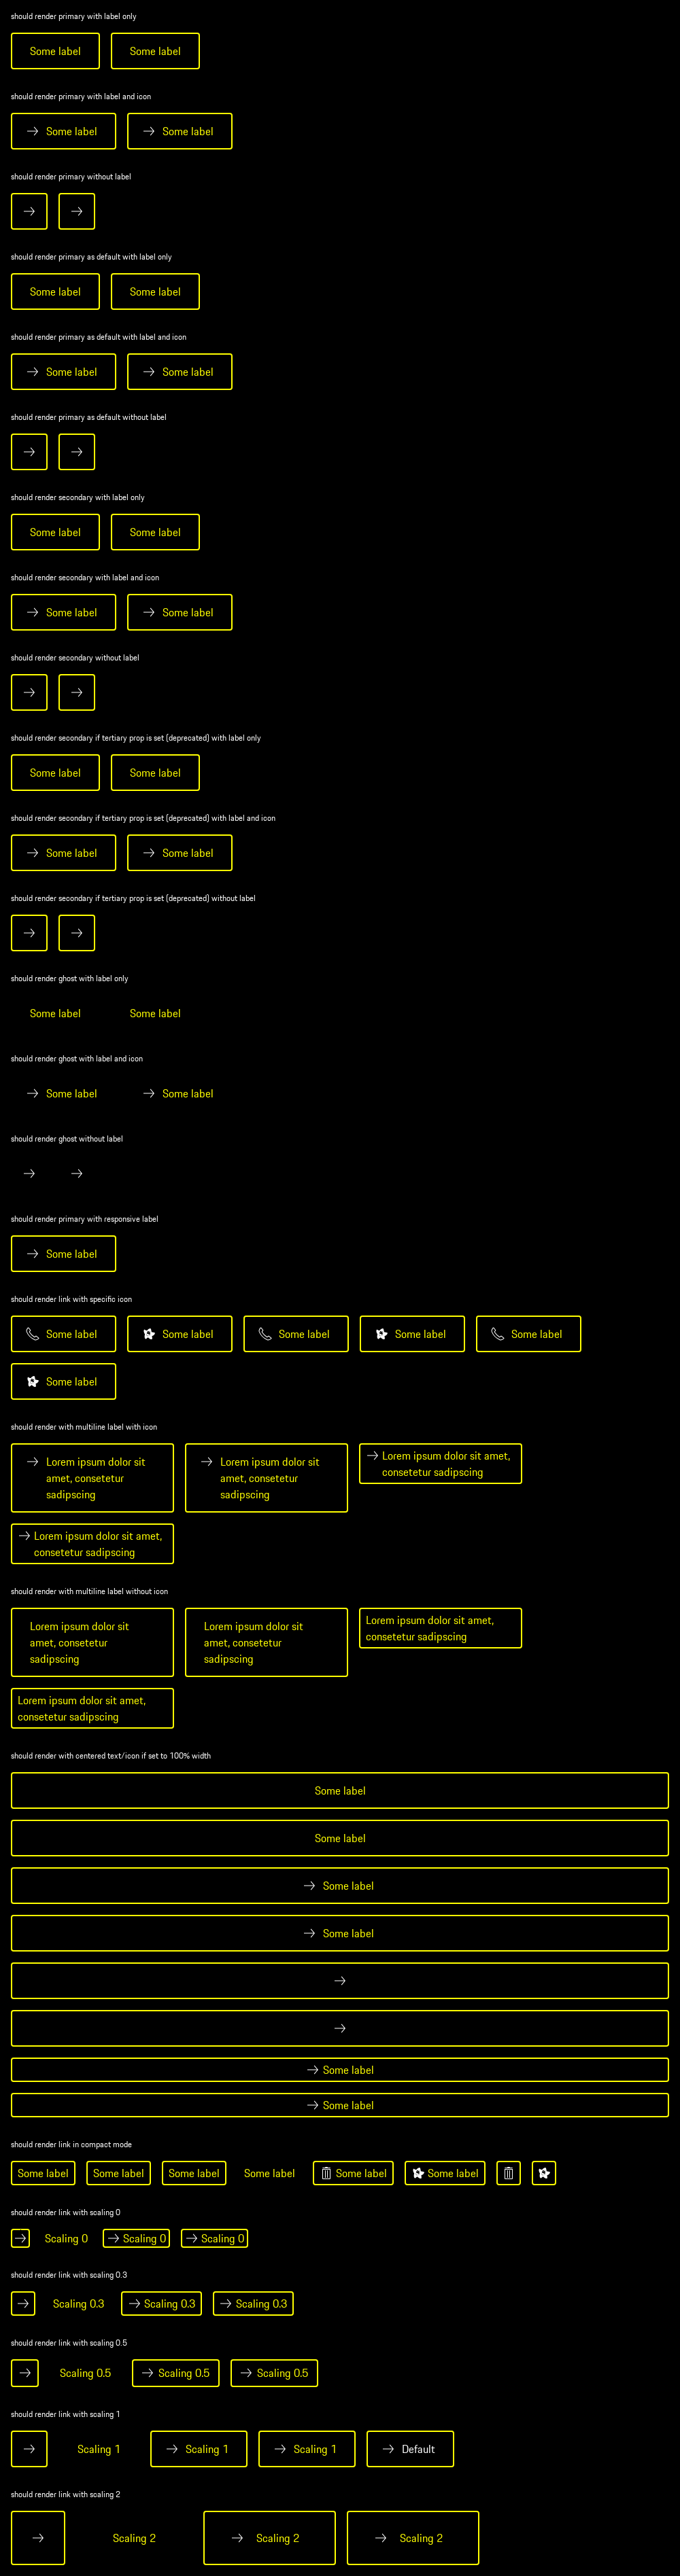 should render primary with label only
Some label Some label
should render primary with label and icon
Some label Some label
should render primary without label
should render primary as default with label only
Some label Some label
should render primary as default with label and icon
Some label Some label
should render primary as default without label
should render secondary with label only
Some label Some label
should render secondary with label and icon
Some label Some label
should render secondary without label
should render secondary if tertiary prop is set (deprecated) with label only
Some label Some label
should render secondary if tertiary prop is set (deprecated) with label and icon
Some label Some label
should render secondary if tertiary prop is set (deprecated) without label
should render ghost with label only
Some label Some label
should render ghost with label and icon
Some label Some label
should render ghost without label
should render primary with responsive label
Some label
should render link with specific icon
Some label Some label Some label Some label Some label
Some label
should render with multiline label with icon
Lorem ipsum dolor sit
amet, consetetur
sadipscing
Lorem ipsum dolor sit
amet, consetetur
sadipscing
Lorem ipsum dolor sit amet,
consetetur sadipscing
Lorem ipsum dolor sit amet,
consetetur sadipscing
should render with multiline label without icon
Lorem ipsum dolor sit
amet, consetetur
sadipscing
Lorem ipsum dolor sit
amet, consetetur
sadipscing
Lorem ipsum dolor sit amet,
consetetur sadipscing
Lorem ipsum dolor sit amet,
consetetur sadipscing
should render with centered text/icon if set to 100% width
Some label
Some label
Some label
Some label
Some label
Some label
should render link in compact mode
Some label Some label Some label Some label Some label Some label
should render link with scaling 0
Scaling 0 Scaling 0 Scaling 0
should render link with scaling 0.3
Scaling 0.3 Scaling 0.3 Scaling 0.3
should render link with scaling 0.5
Scaling 0.5 Scaling 0.5 Scaling 0.5
should render link with scaling 1
Scaling 1 Scaling 1 Scaling 1 Default
should render link with scaling 2
Scaling 2 Scaling 2 Scaling 2